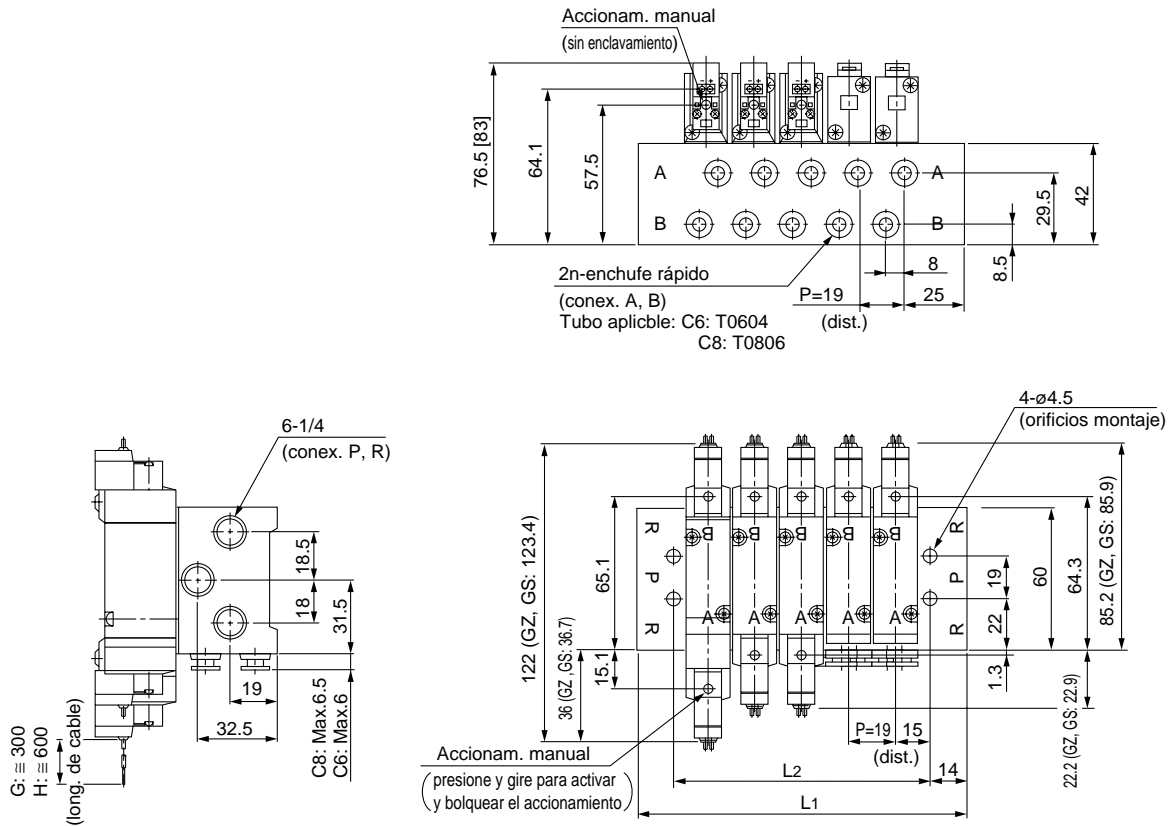 Accionam. manual
(sin enclavamiento)
76.5 [83]
64.1
57.5
A
A
B
B
29.5
42
8.5
8
P=19
(dist.)
25
2n-enchufe rápido
(conex. A, B)
Tubo aplicble: C6: T0604
C8: T0806
6-1/4
(conex. P, R)
18.5
18
31.5
19
32.5
C8: Max.6.5
C6: Max.6
G: ≅ 300
H: ≅ 600
(long. de cable)
4-ø4.5
(orificios montaje)
122 (GZ, GS: 123.4)
65.1
36 (GZ ,GS: 36.7)
15.1
R
P
R
B
B
B
B
B
A
A
A
A
A
R
P
R
19
22
60
64.3
85.2 (GZ, GS: 85.9)
1.3
22.2 (GZ, GS: 22.9)
P=19
(dist.)
15
14
L2
L1
Accionam. manual
(presione y gire para activar
y bolquear el accionamiento)